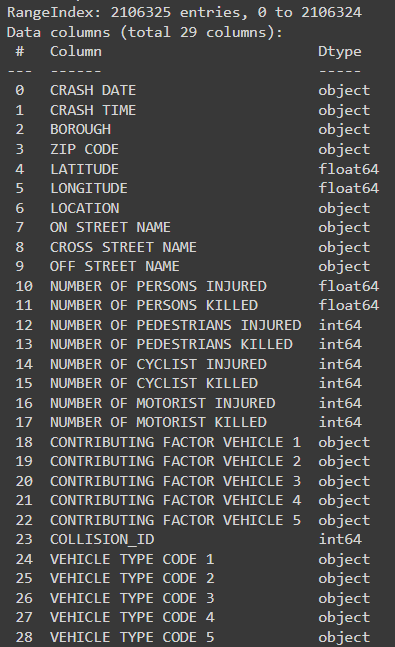 RangeIndex: 2106325 entries, 0 to 2106324
Data columns (total 29 columns):
 #   Column                         Dtype
---  ------                         -----
 0   CRASH DATE                     object
 1   CRASH TIME                     object
 2   BOROUGH                        object
 3   ZIP CODE                       object
 4   LATITUDE                       float64
 5   LONGITUDE                      float64
 6   LOCATION                       object
 7   ON STREET NAME                 object
 8   CROSS STREET NAME              object
 9   OFF STREET NAME                object
 10  NUMBER OF PERSONS INJURED      float64
 11  NUMBER OF PERSONS KILLED       float64
 12  NUMBER OF PEDESTRIANS INJURED  int64
 13  NUMBER OF PEDESTRIANS KILLED   int64
 14  NUMBER OF CYCLIST INJURED      int64
 15  NUMBER OF CYCLIST KILLED       int64
 16  NUMBER OF MOTORIST INJURED     int64
 17  NUMBER OF MOTORIST KILLED      int64
 18  CONTRIBUTING FACTOR VEHICLE 1  object
 19  CONTRIBUTING FACTOR VEHICLE 2  object
 20  CONTRIBUTING FACTOR VEHICLE 3  object
 21  CONTRIBUTING FACTOR VEHICLE 4  object
 22  CONTRIBUTING FACTOR VEHICLE 5  object
 23  COLLISION_ID                   int64
 24  VEHICLE TYPE CODE 1            object
 25  VEHICLE TYPE CODE 2            object
 26  VEHICLE TYPE CODE 3            object
 27  VEHICLE TYPE CODE 4            object
 28  VEHICLE TYPE CODE 5            object